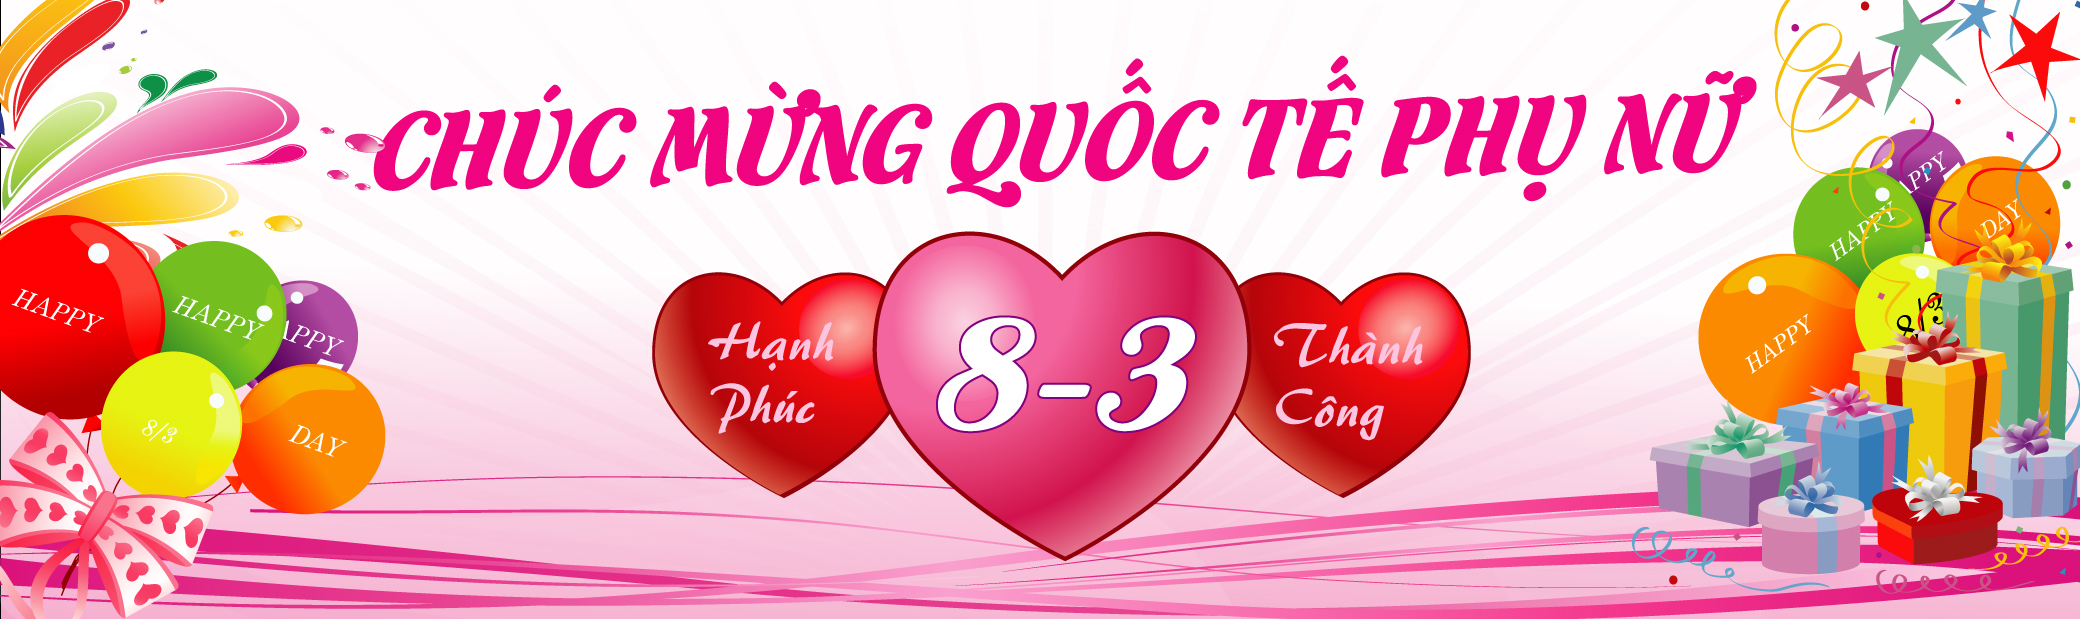 CHÚC MỪNG QUỐC TẾ PHỤ NỮ
Hạnh
Phúc
8-3
Thành
Công
HAPPY
HAPPY
APPY
8/3
DAY
APPY
HAPPY
DAY
HAPPY
8/3